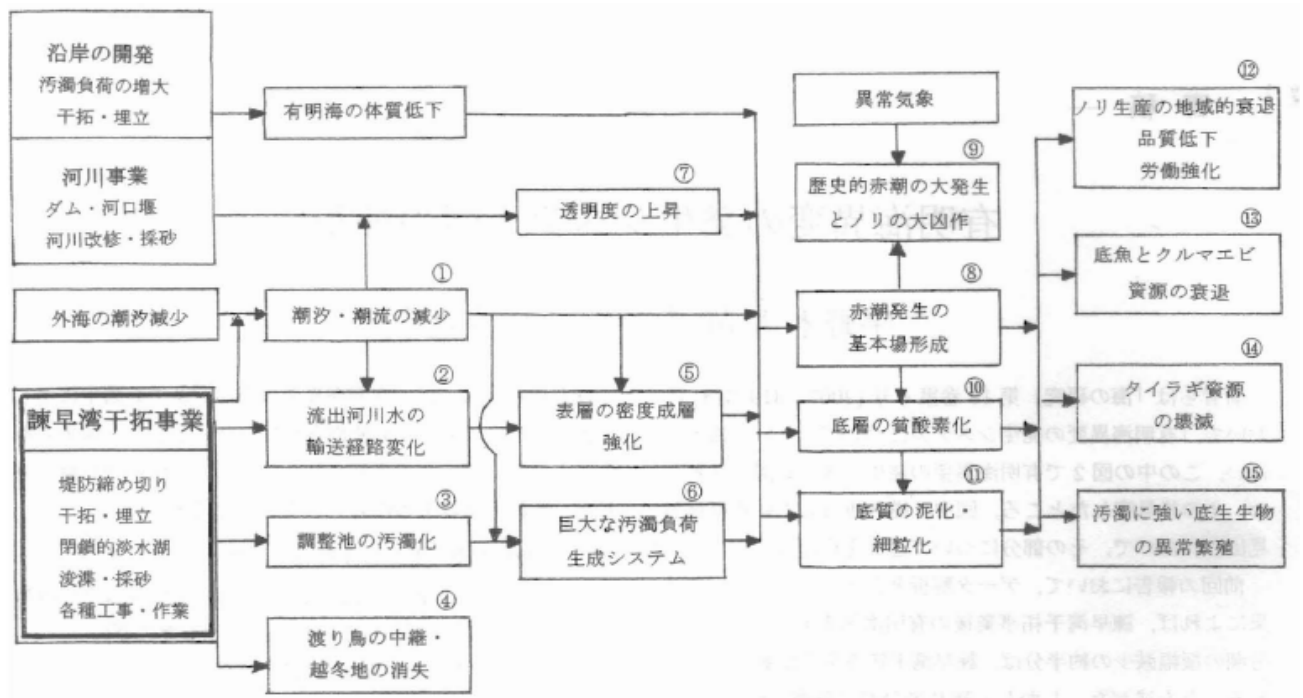 沿岸の開発
汚濁負荷の増大
干拓・埋立
河川事業
ダム・河口堰
河川改修・採砂
外海の潮汐減少
諫早湾干拓事業
堤防締め切り
干拓・埋立
閉鎖的淡水湖
浚渫・採砂
各種工事・作業
有明海の体質低下
①
潮汐・潮流の減少
②
流出河川水の
輸送経路変化
③
調整池の汚濁化
④
渡り鳥の中継・
越冬地の消失
⑦
透明度の上昇
⑤
表層の密度成層
強化
⑥
巨大な汚濁負荷
生成システム
異常気象
⑨
歴史的赤潮の大発生
とノリの大凶作
⑧
赤潮発生の
基本場形成
⑩
底層の貧酸素化
⑪
底質の泥化・
細粒化
⑫
ノリ生産の地域的衰退
品質低下
労働強化
⑬
底魚とクルマエビ
資源の衰退
⑭
タイラギ資源
の壊滅
⑮
汚濁に強い底生生物
の異常繁殖